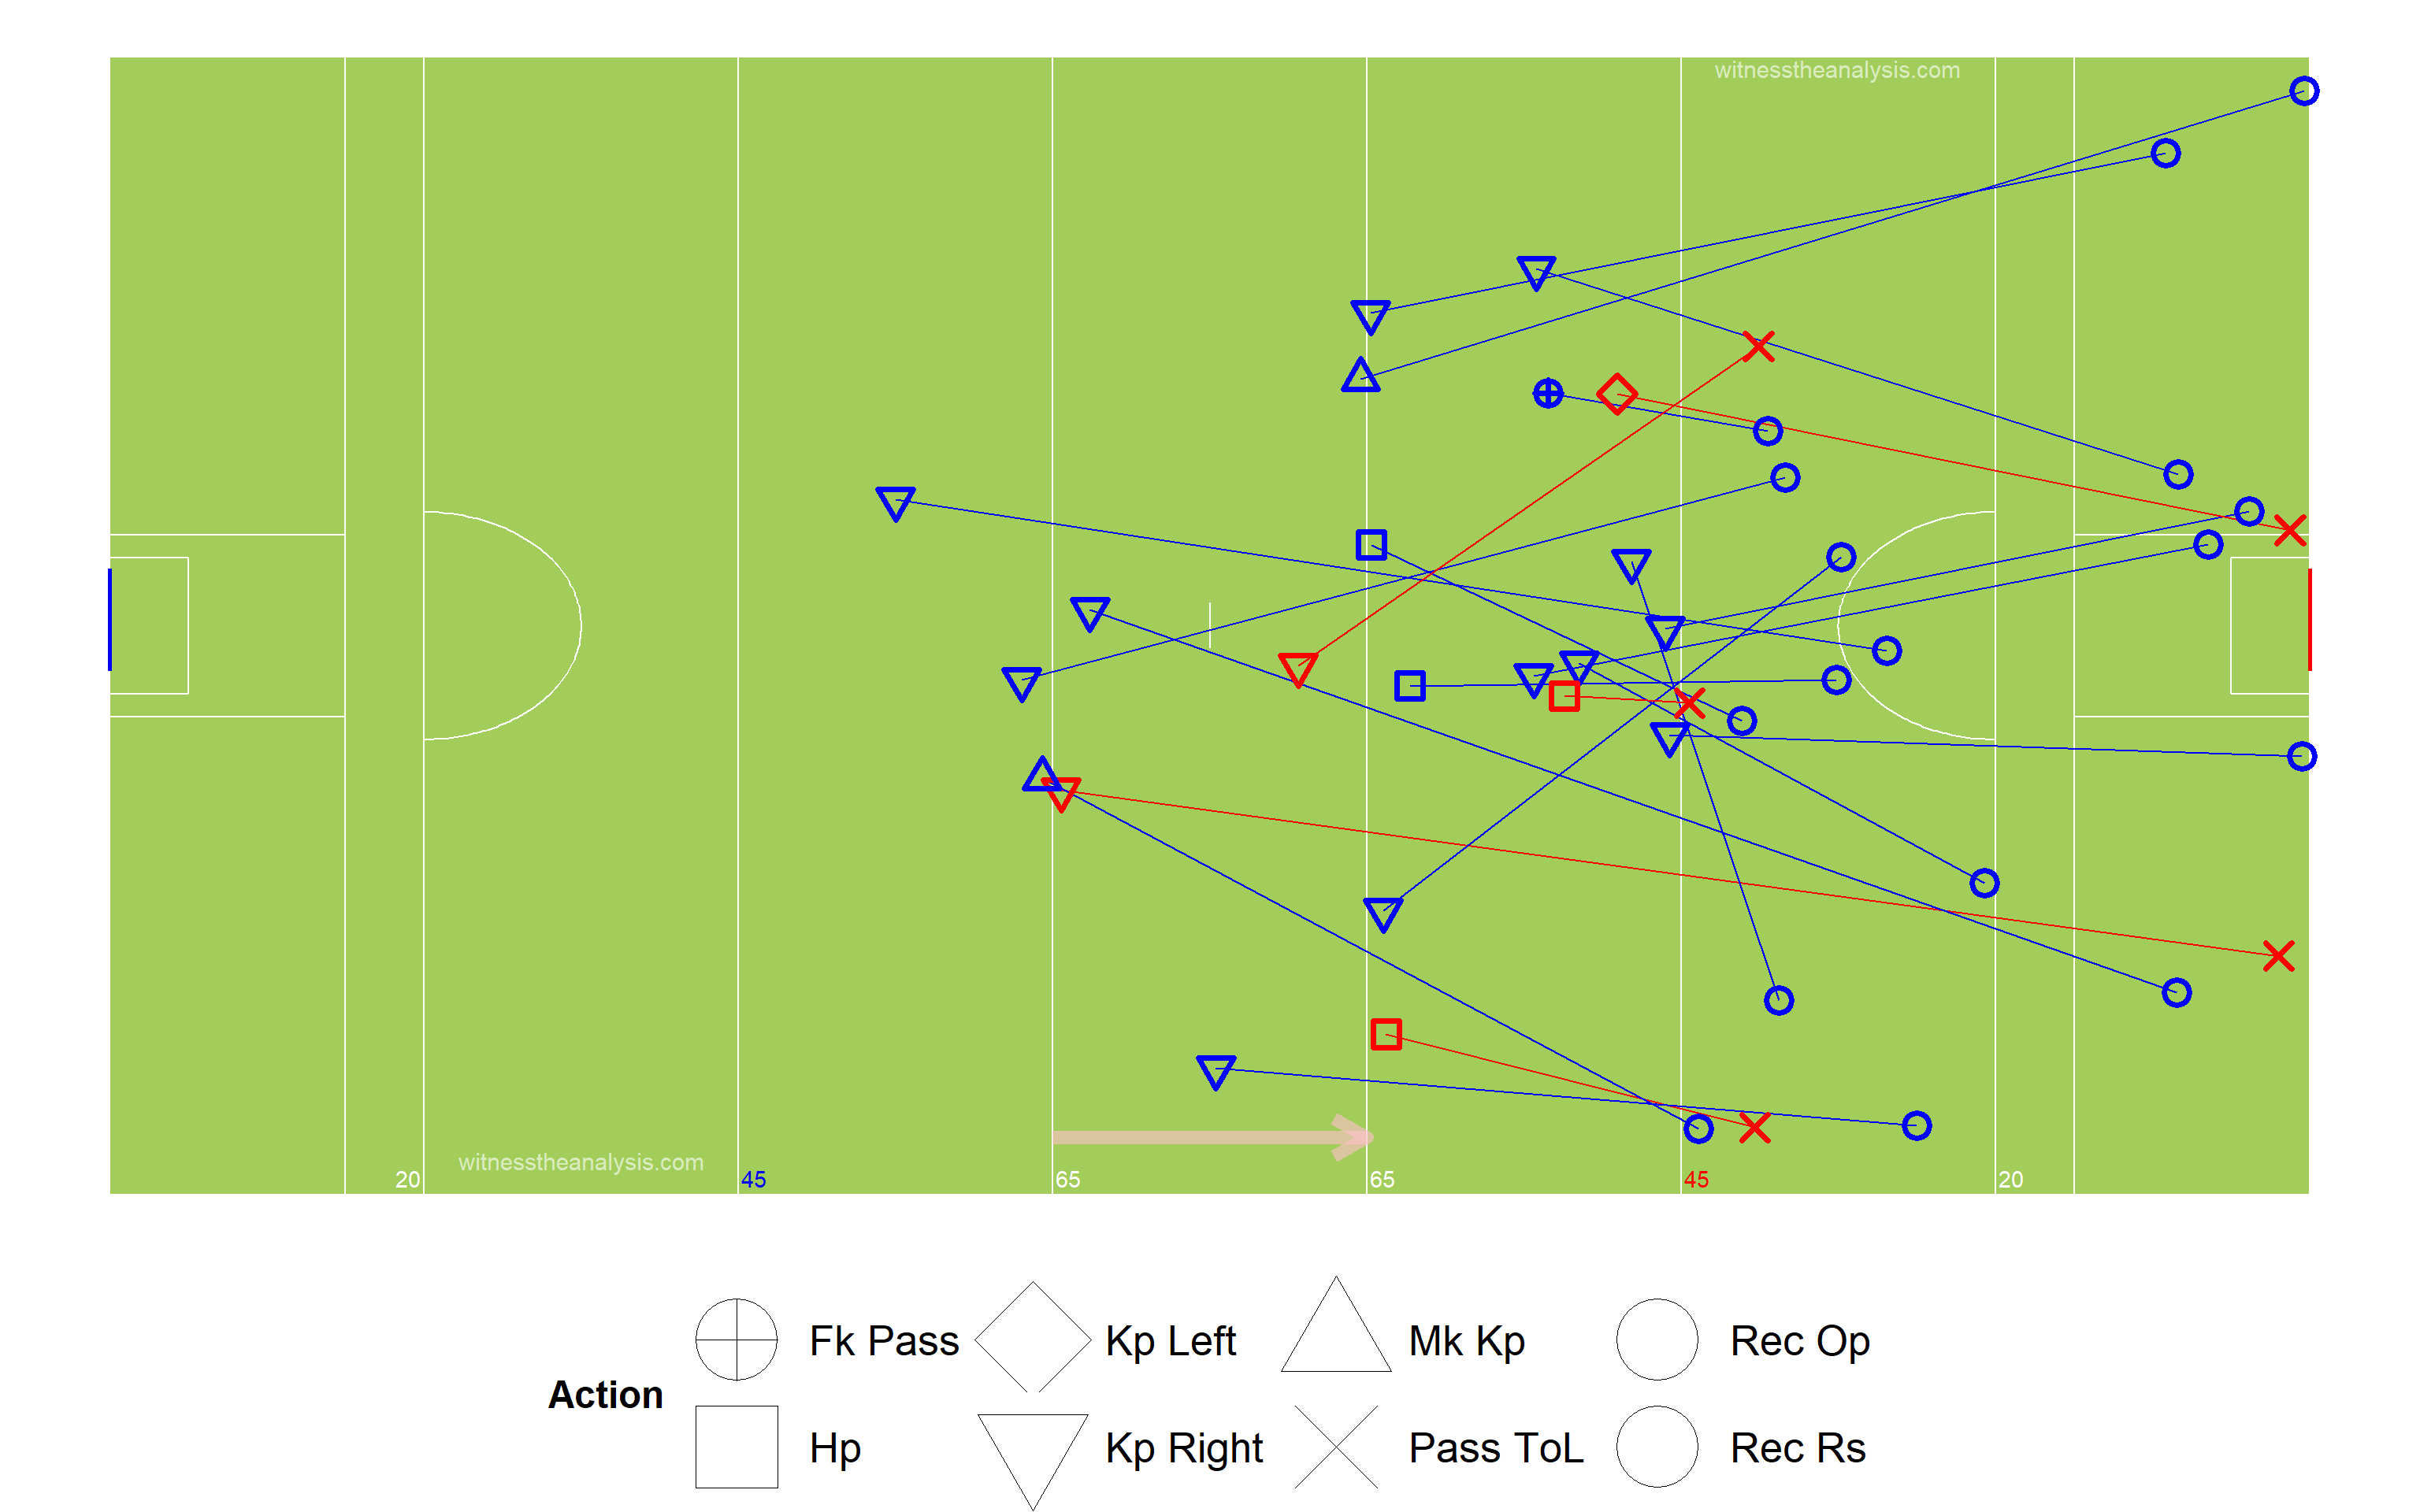 witnesstheanalysis.com
witnesstheanalysis.com
20 45 65 65 45 20
Action
Fk Pass Kp Left Mk Kp Rec Op
Hp Kp Right Pass ToL Rec Rs